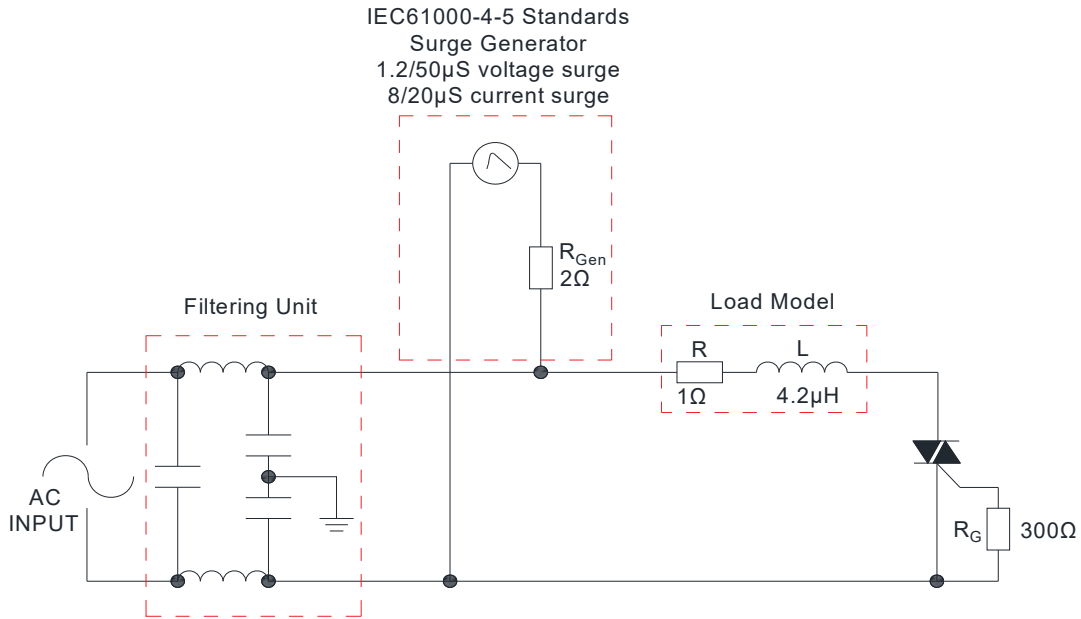 IEC61000-4-5 Standards
Surge Generator
1.2/50μS voltage surge
8/20μS current surge
RGen
2Ω
Filtering Unit
Load Model
R
L
1Ω
4.2μH
AC
INPUT
RG
300Ω